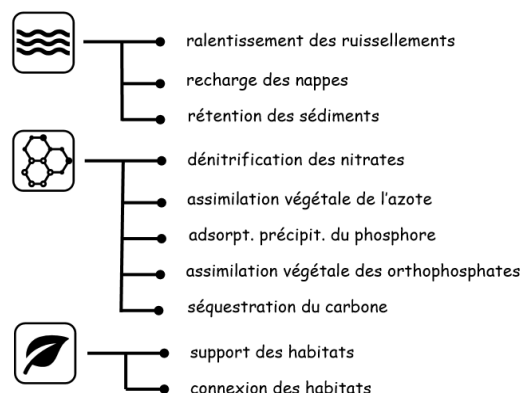 ralentissement des ruissellements
recharge des nappes
rétention des sédiments
dénitrification des nitrates
assimilation végétale de l'azote
adsorpt. précipit. du phosphore
assimilation végétale des orthophosphates
séquestration du carbone
support des habitats
connexion des habitats